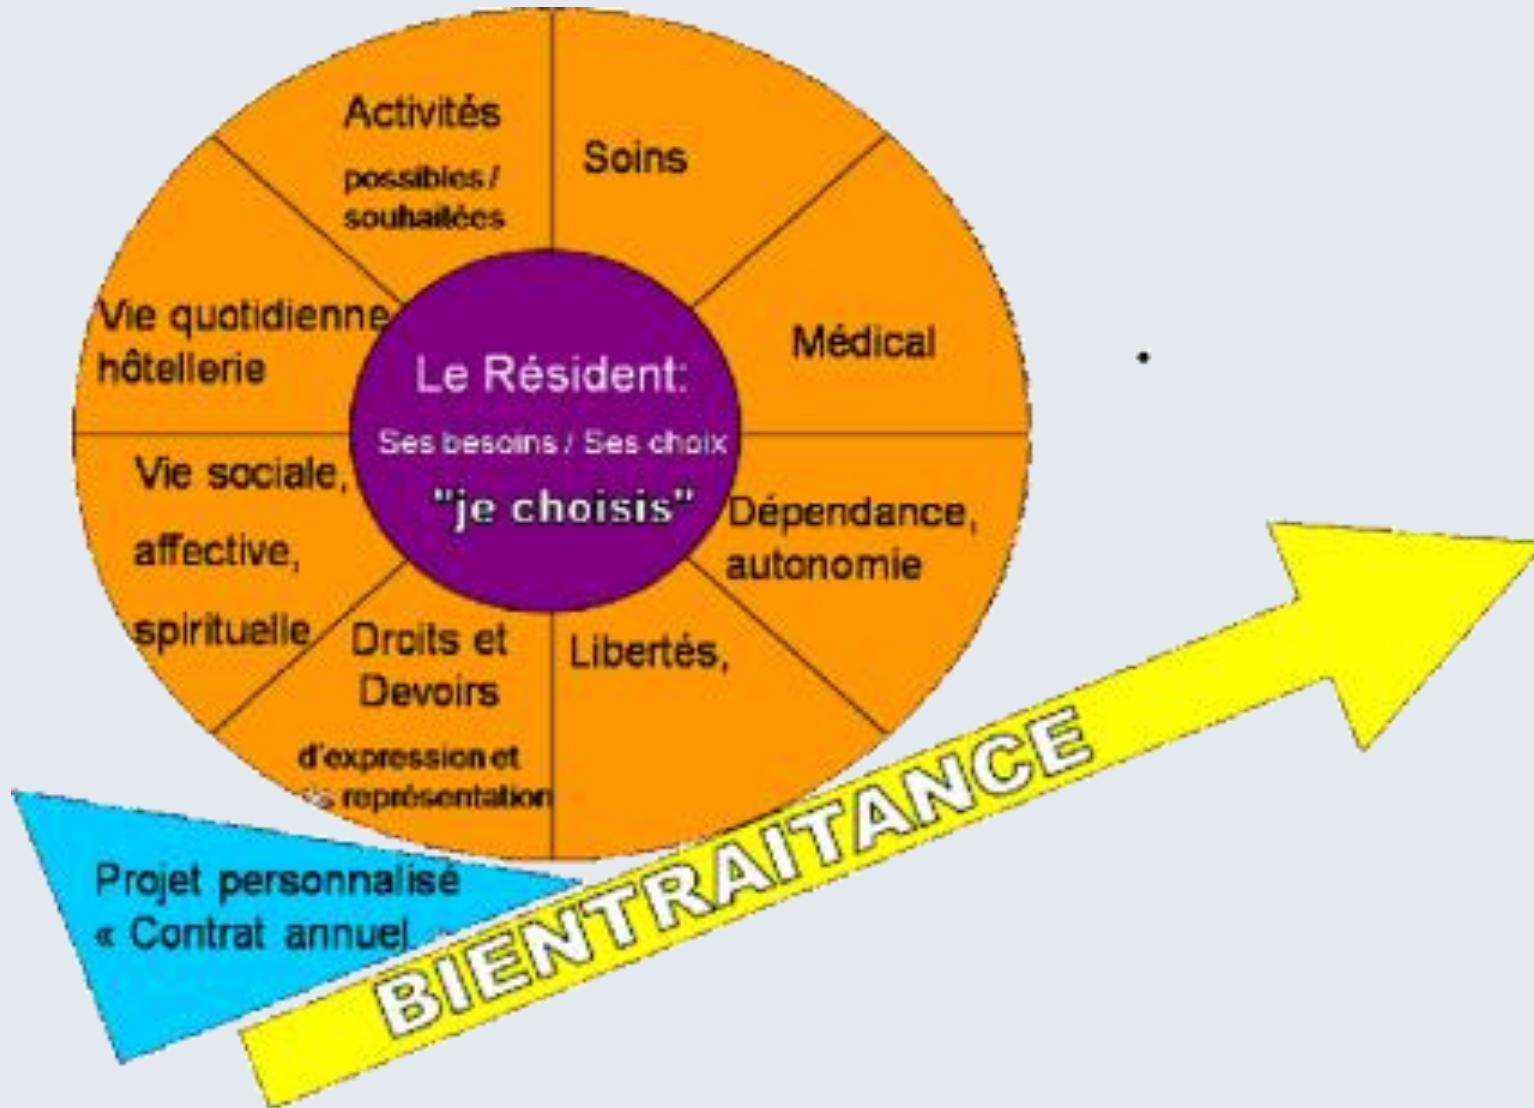 Activités
possibles /
souhaitées
Soins
Médical
Dépendance,
autonomie
Libertés,
Droits et
Devoirs
d'expression et
représentation
Vie sociale,
affective,
spirituelle
Vie quotidienne
hôtellerie
Le Résident:
Ses besoins / Ses choix
"je choisis"
Projet personnalisé
« Contrat annuel
BIENTRAITANCE